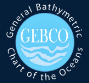 General Bathymetric
GEBCO
Chart of the Oceans